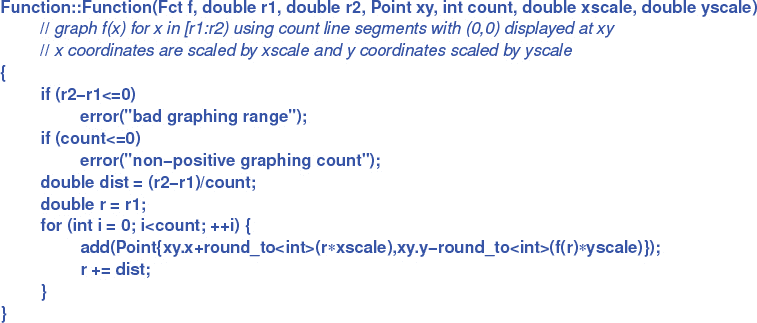 Function::Function(Fct f, double r1, double r2, Point xy, int count, double xscale, double yscale)
// graph f(x) for x in [r1:r2) using count line segments with (0,0) displayed at xy
// x coordinates are scaled by xscale and y coordinates scaled by yscale
{
if (r2−r1<=0)
error("bad graphing range");
if (count<=0)
error("non−positive graphing count");
double dist = (r2−r1)/count;
double r = r1;
for (int i = 0; i<count; ++i) {
add(Point{xy.x+round_to<int>(r*xscale),xy.y−round_to<int>(f(r)*yscale)});
r += dist;
}
}